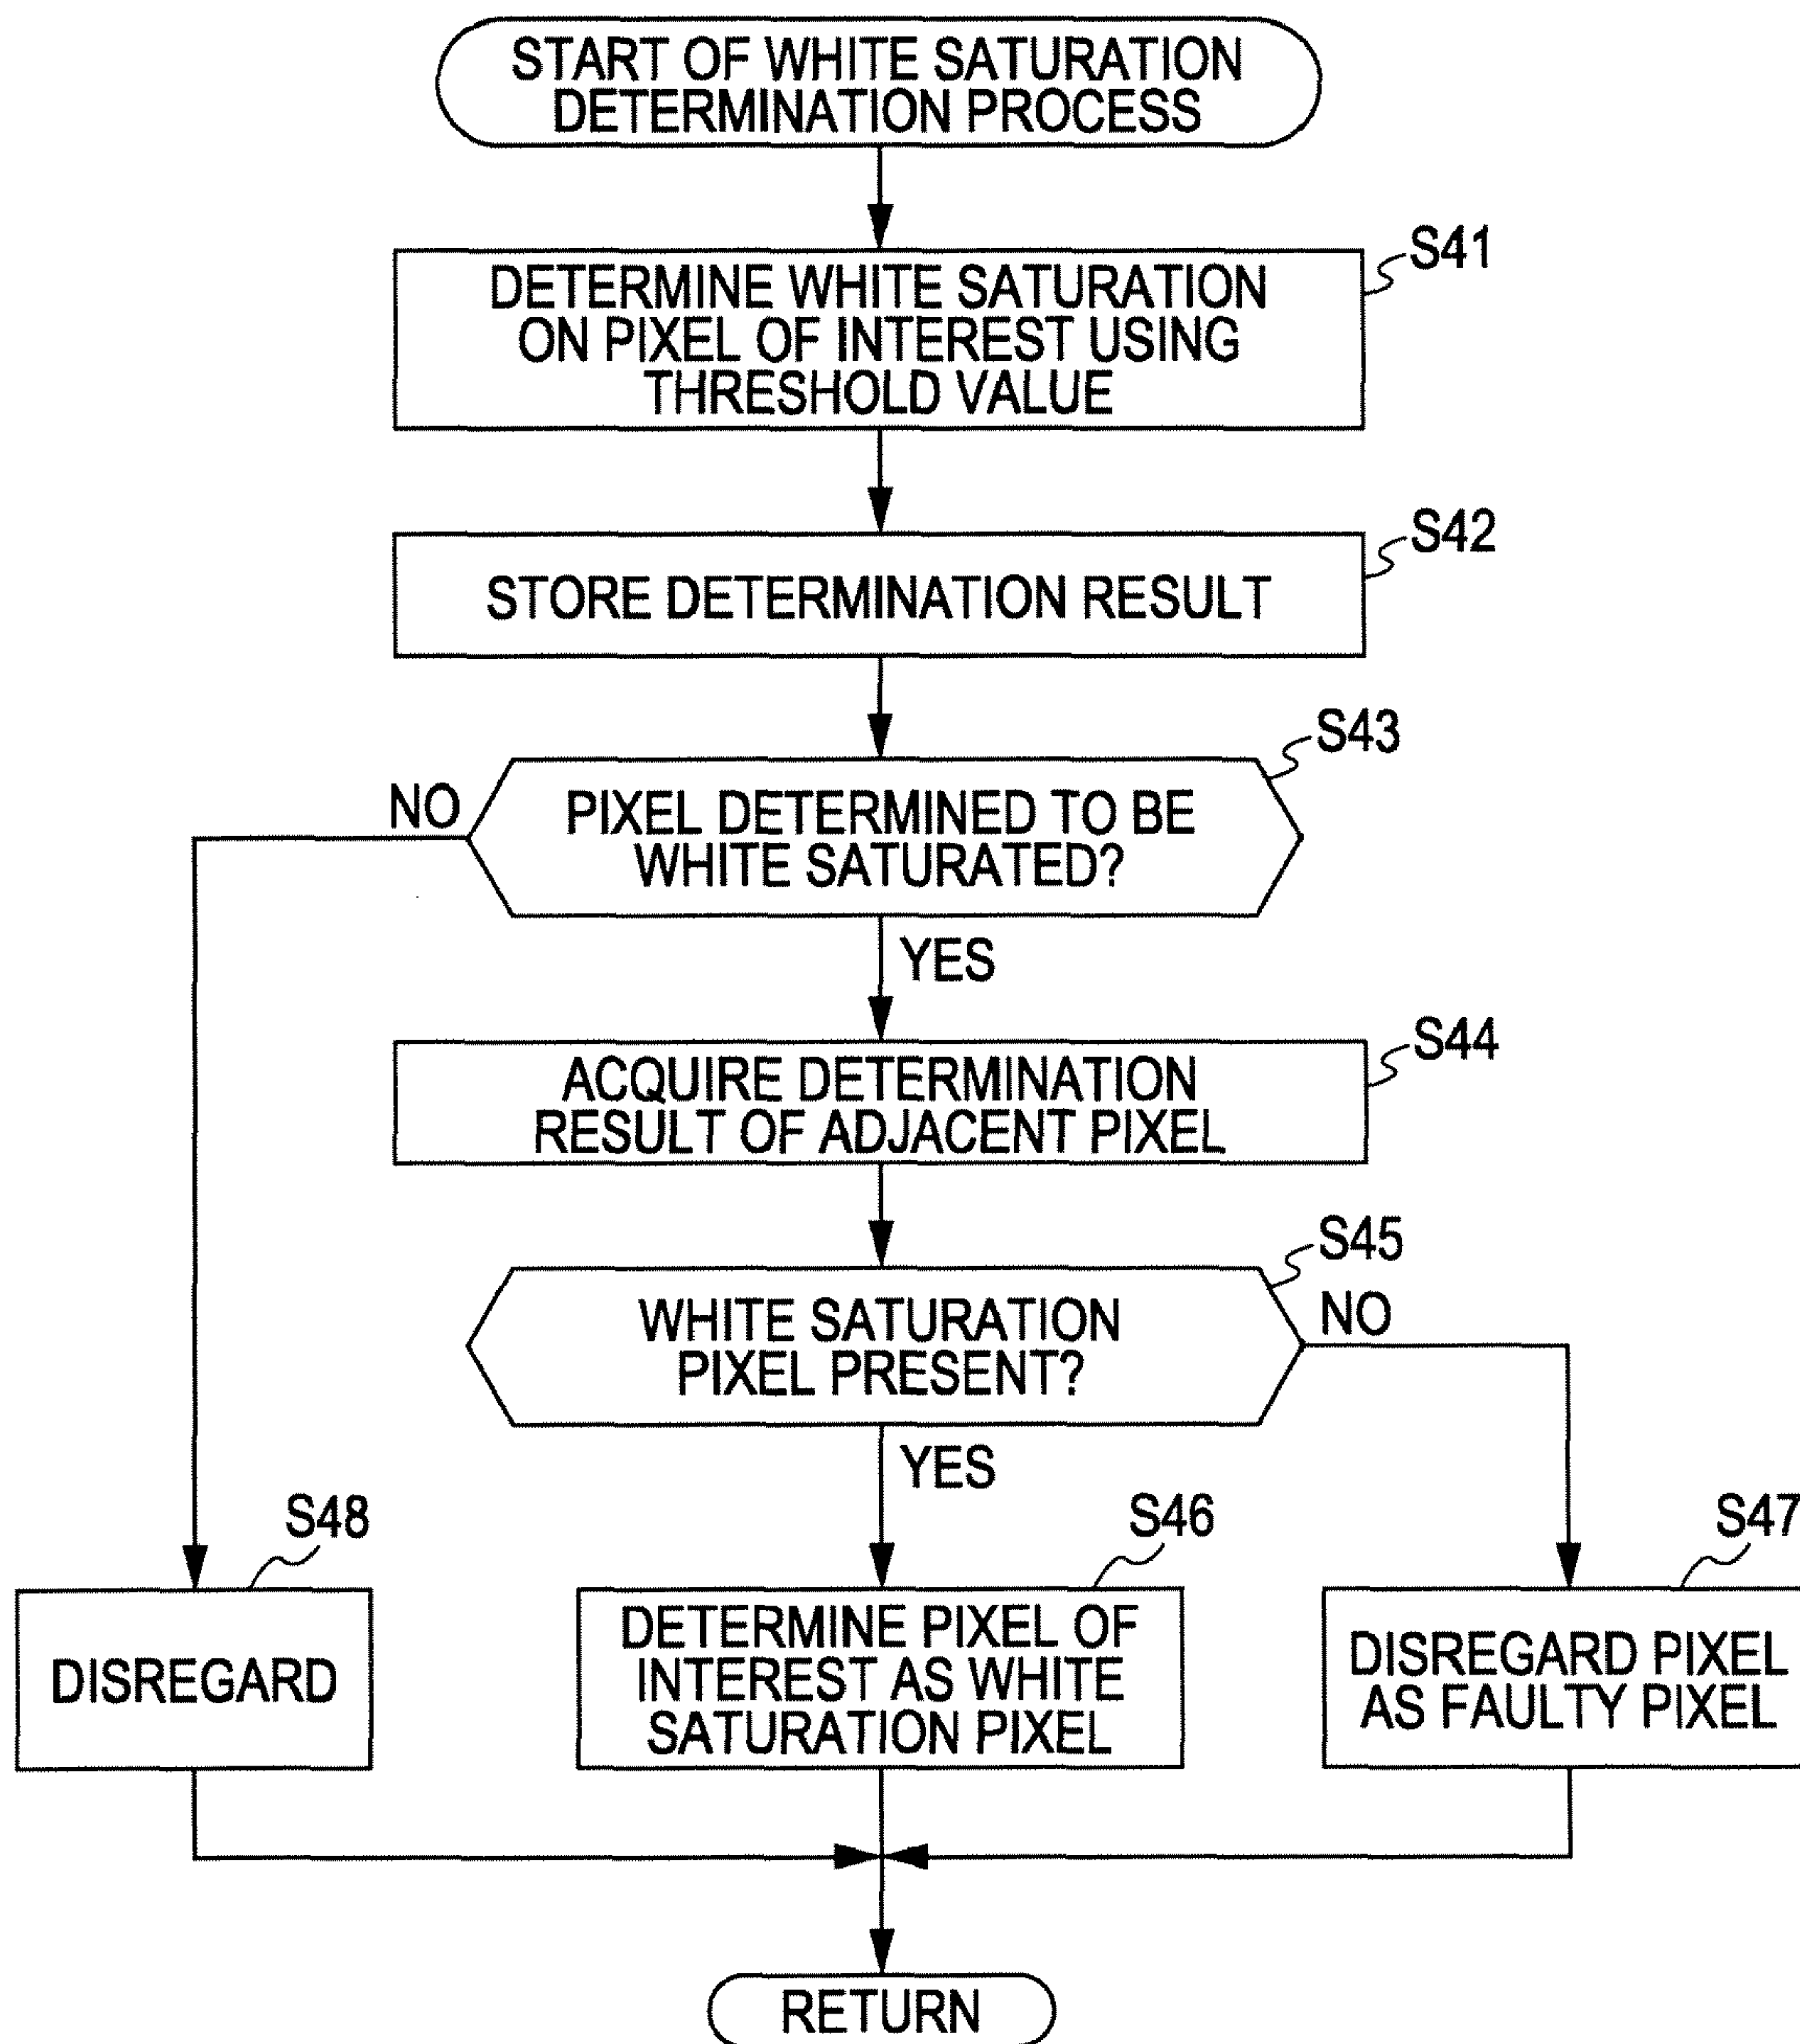 START OF WHITE SATURATION
DETERMINATION PROCESS
S41
DETERMINE WHITE SATURATION
ON PIXEL OF INTEREST USING
THRESHOLD VALUE
S42
STORE DETERMINATION RESULT
S43
NO
PIXEL DETERMINED TO BE
WHITE SATURATED?
YES
S44
ACQUIRE DETERMINATION
RESULT OF ADJACENT PIXEL
S45
WHITE SATURATION
PIXEL PRESENT?
NO
YES
S48
DISREGARD
S46
DETERMINE PIXEL OF
INTEREST AS WHITE
SATURATION PIXEL
S47
DISREGARD PIXEL
AS FAULTY PIXEL
RETURN